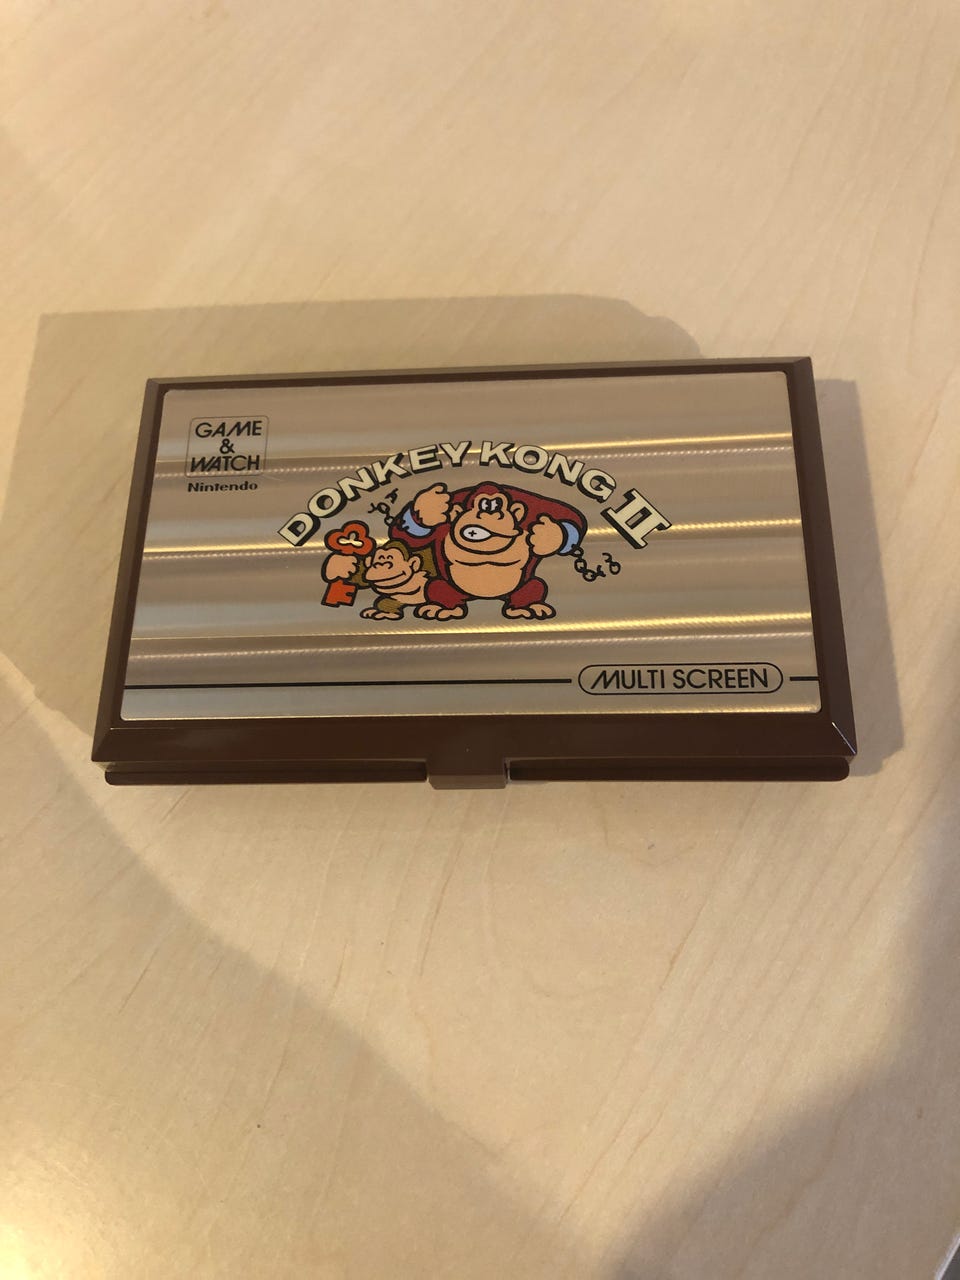 GAME
&
WATCH
Nintendo
DONKEY KONG II
MULTI SCREEN